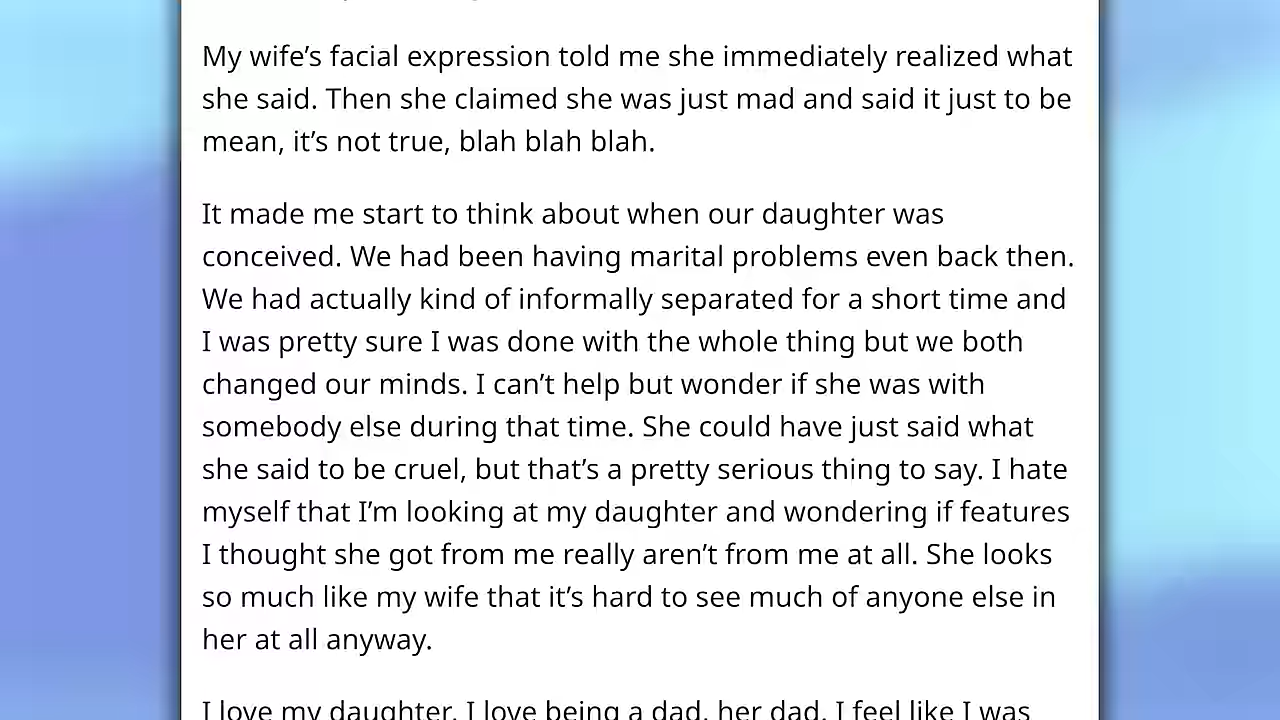 My wife’s facial expression told me she immediately realized what
she said. Then she claimed she was just mad and said it just to be
mean, it’s not true, blah blah blah.
It made me start to think about when our daughter was
conceived. We had been having marital problems even back then.
We had actually kind of informally separated for a short time and
I was pretty sure I was done with the whole thing but we both
changed our minds. I can’t help but wonder if she was with
somebody else during that time. She could have just said what
she said to be cruel, but that’s a pretty serious thing to say. I hate
myself that I’m looking at my daughter and wondering if features
I thought she got from me really aren’t from me at all. She looks
so much like my wife that it’s hard to see much of anyone else in
her at all anyway.
I love my daughter. I love being a dad, her dad. I feel like I was